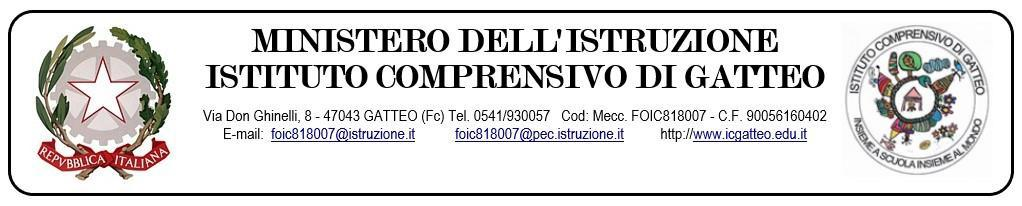 MINISTERO DELL'ISTRUZIONE
ISTITUTO COMPRENSIVO DI GATTEO
Via Don Ghinelli, 8 - 47043 GATTEO (Fc) Tel. 0541/930057 Cod: Mecc. FOIC818007 - C.F. 90056160402
E-mail: foic818007@istruzione.it foic818007@pec.istruzione.it http://www.icgatteo.edu.it
REPVBBLICA ITALIANA
ISTITUTO COMPRENSIVO DI GATTEO
INSIEME A SCUOLA INSIEME AL MONDO